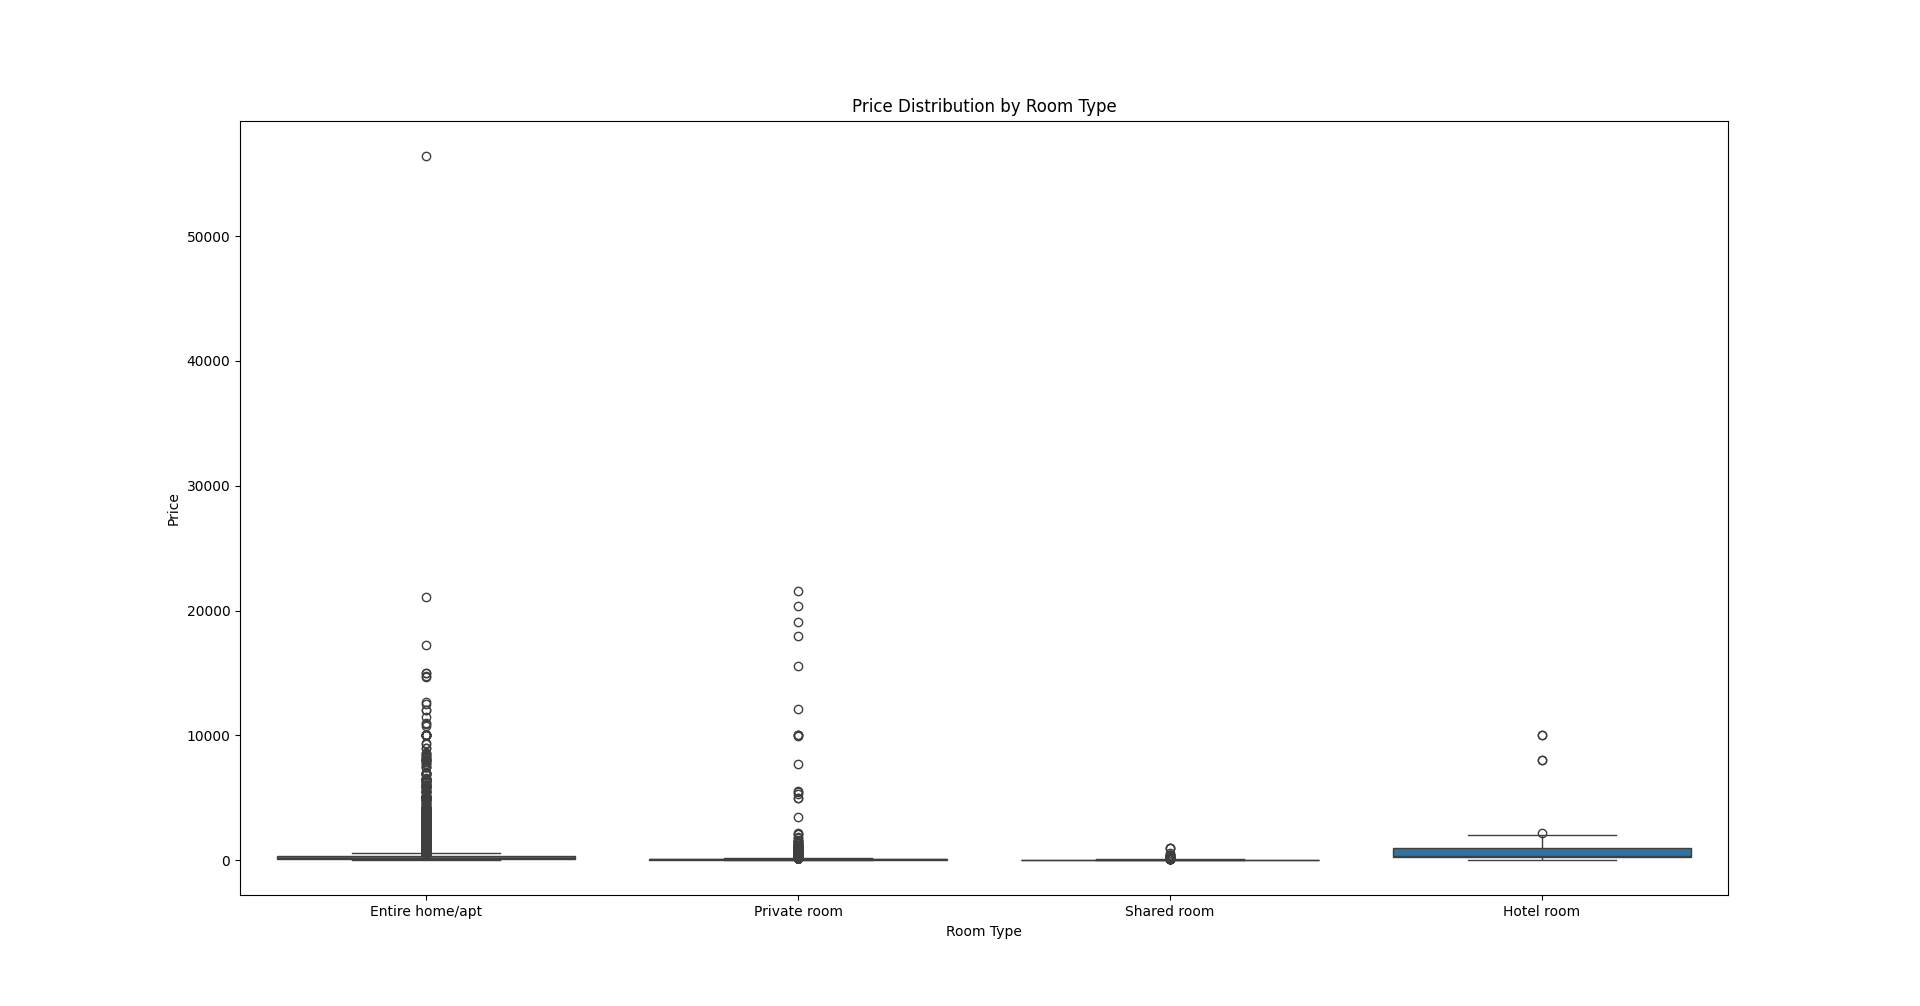 Price Distribution by Room Type
Price
50000
40000
30000
20000
10000
0
Entire home/apt
Private room
Shared room
Hotel room
Room Type